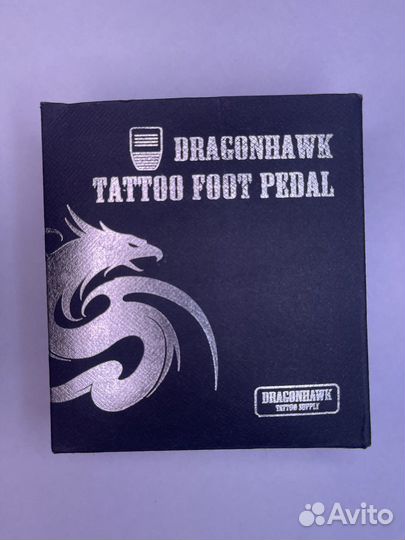 DRAGONHAWK
TATTOO FOOT PEDAL
DRAGONHAWK
TATTOO SUPPLY
Avito